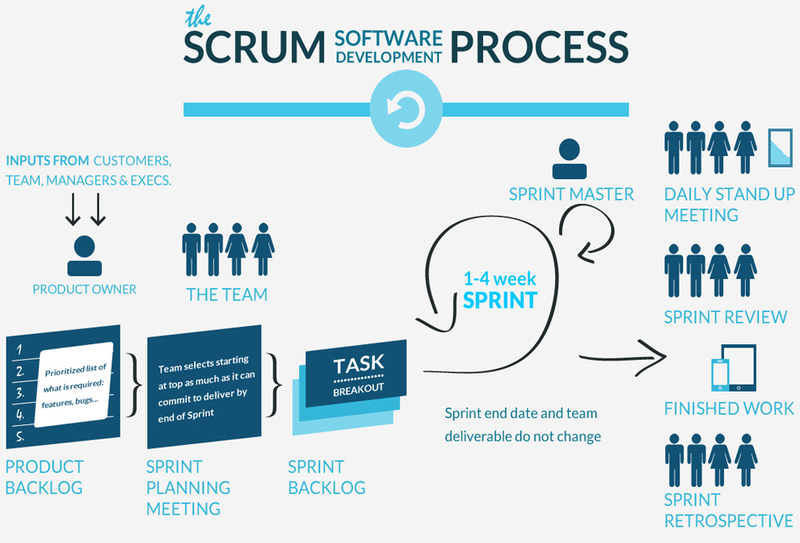 the
SCRUM SOFTWARE DEVELOPMENT PROCESS
INPUTS FROM CUSTOMERS,
TEAM, MANAGERS & EXECS.
PRODUCT OWNER
THE TEAM
SPRINT MASTER
1-4 week
SPRINT
DAILY STAND UP
MEETING
SPRINT REVIEW
FINISHED WORK
SPRINT
RETROSPECTIVE
1
2.
3.
4.
5.
Prioritized list of
what is required:
features, bugs...
PRODUCT
BACKLOG
Team selects starting
at top as much as it can
commit to deliver by
end of Sprint
SPRINT
PLANNING
MEETING
TASK
BREAKOUT
SPRINT
BACKLOG
Sprint end date and team
deliverable do not change